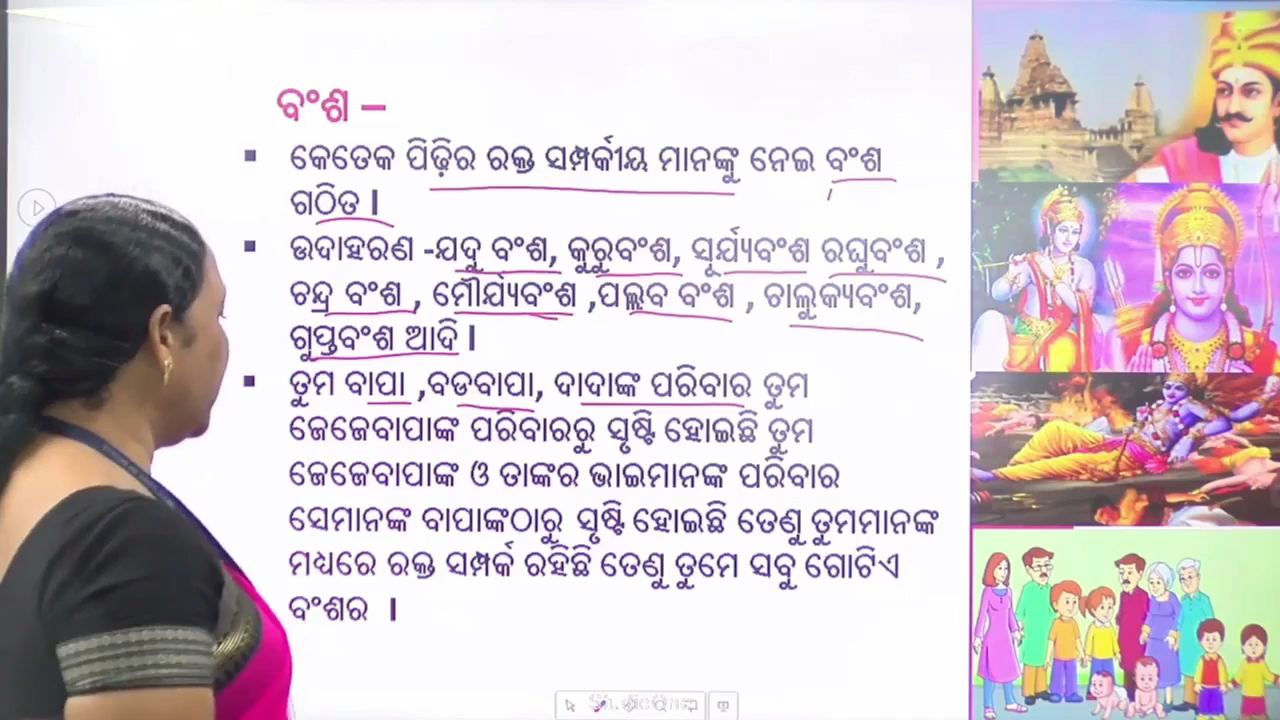 ବଂଶ –
▪ କେତେକ ପିଢ଼ିର ରକ୍ତ ସମ୍ପର୍କୀୟ ମାନଙ୍କୁ ନେଇ ବଂଶ
ଗଠିତ ।
▪ ଉଦାହରଣ -ଯଦୁ ବଂଶ, କୁରୁବଂଶ, ସୂର୍ଯ୍ୟବଂଶ ରଘୁବଂଶ ,
ଚନ୍ଦ୍ର ବଂଶ , ମୌର୍ଯ୍ୟବଂଶ ,ପଲ୍ଲବ ବଂଶ , ଚାଲୁକ୍ୟବଂଶ,
ଗୁପ୍ତବଂଶ ଆଦି ।
▪ ତୁମ ବାପା ,ବଡବାପା, ଦାଦାଙ୍କ ପରିବାର ତୁମ
ଜେଜେବାପାଙ୍କ ପରିବାରରୁ ସୃଷ୍ଟି ହୋଇଛି ତୁମ
ଜେଜେବାପାଙ୍କ ଓ ତାଙ୍କର ଭାଇମାନଙ୍କ ପରିବାର
ସେମାନଙ୍କ ବାପାଙ୍କଠାରୁ ସୃଷ୍ଟି ହୋଇଛି ତେଣୁ ତୁମମାନଙ୍କ
ମଧ୍ୟରେ ରକ୍ତ ସମ୍ପର୍କ ରହିଛି ତେଣୁ ତୁମେ ସବୁ ଗୋଟିଏ
ବଂଶର ।